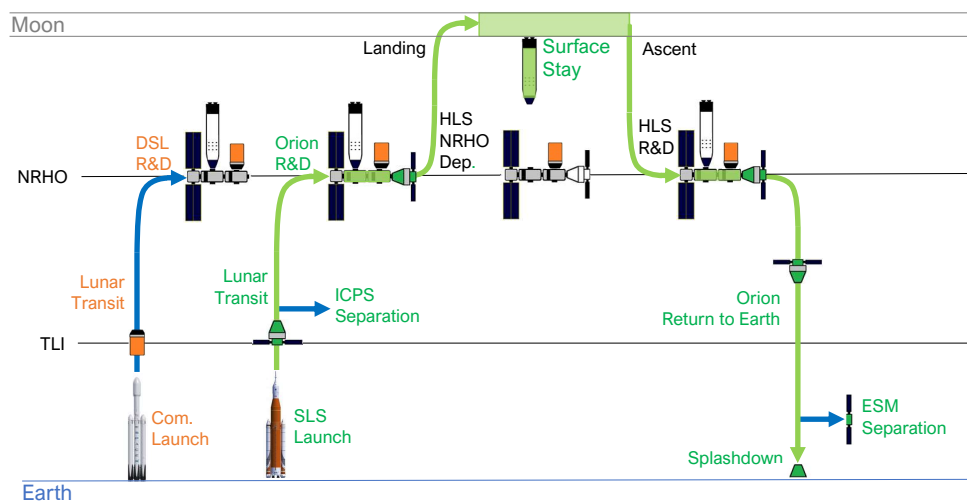 Moon
Landing
Surface
Stay
Ascent
DSL
R&D
Orion
R&D
HLS
NRHO
Dep.
HLS
R&D
NRHO
Lunar
Transit
Lunar
Transit
ICPS
Separation
Orion
Return to Earth
TLI
Com.
Launch
SLS
Launch
ESM
Separation
Splashdown
Earth